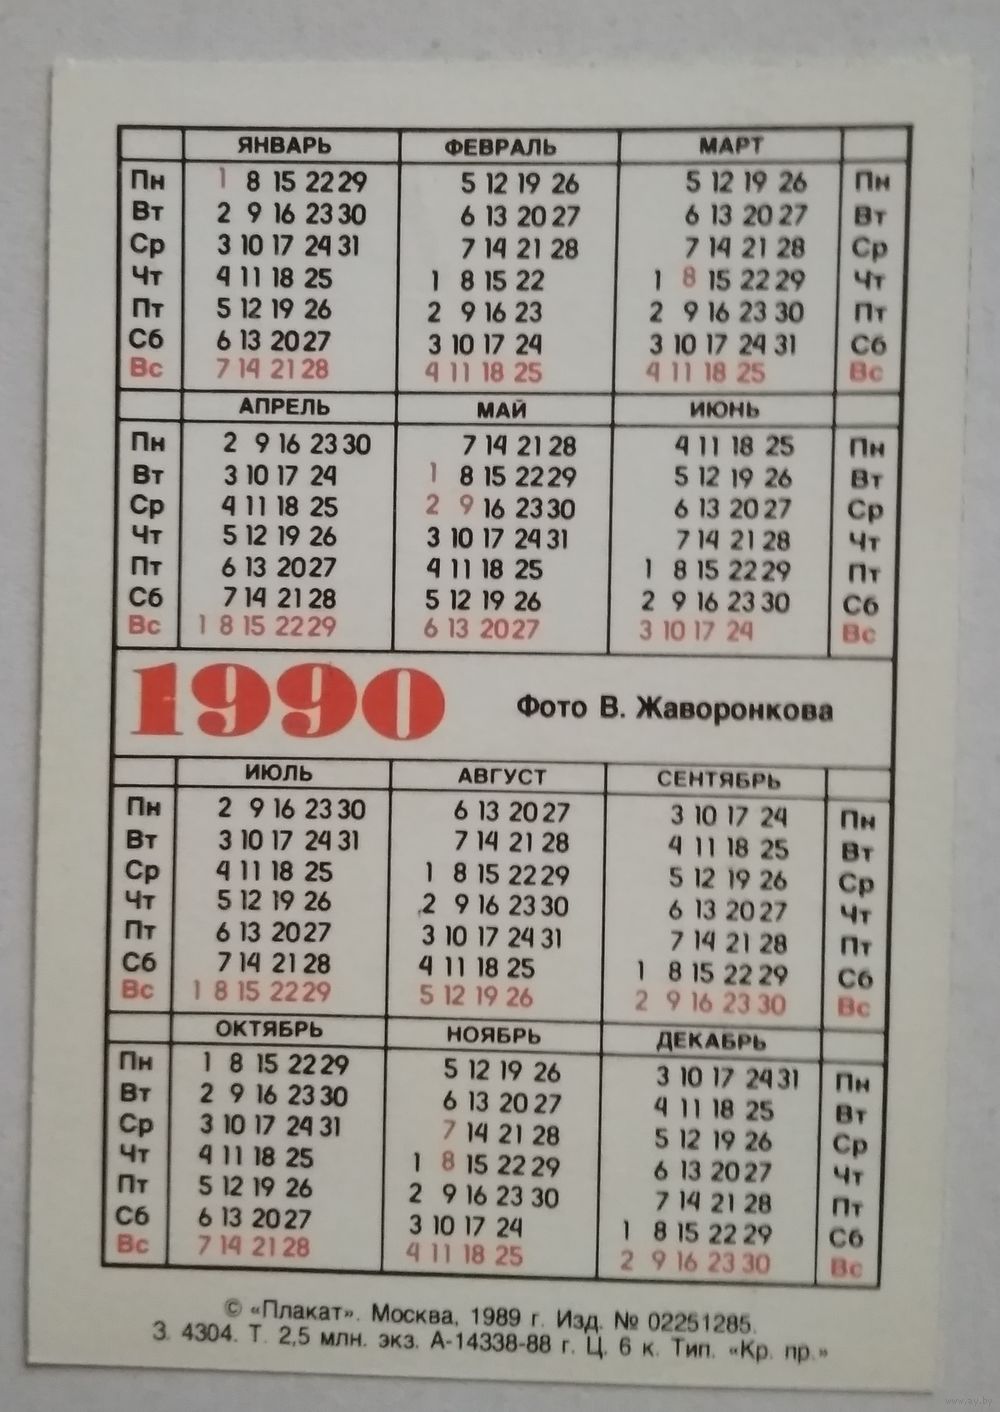 ЯНВАРЬ ФЕВРАЛЬ МАРТ
Пн 1 8 15 22 29 5 12 19 26 5 12 19 26 Пн
Вт 2 9 16 23 30 6 13 20 27 6 13 20 27 Вт
Ср 3 10 17 24 31 7 14 21 28 7 14 21 28 Ср
Чт 4 11 18 25 1 8 15 22 1 8 15 22 29 Чт
Пт 5 12 19 26 2 9 16 23 2 9 16 23 30 Пт
Сб 6 13 20 27 3 10 17 24 3 10 17 24 31 Сб
Вс 7 14 21 28 4 11 18 25 4 11 18 25 Вс
АПРЕЛЬ МАЙ ИЮНЬ
Пн 2 9 16 23 30 7 14 21 28 4 11 18 25 Пн
Вт 3 10 17 24 1 8 15 22 29 5 12 19 26 Вт
Ср 4 11 18 25 2 9 16 23 30 6 13 20 27 Ср
Чт 5 12 19 26 3 10 17 24 31 7 14 21 28 Чт
Пт 6 13 20 27 4 11 18 25 1 8 15 22 29 Пт
Сб 7 14 21 28 5 12 19 26 2 9 16 23 30 Сб
Вс 1 8 15 22 29 6 13 20 27 3 10 17 24 Вс
1990 Фото В. Жаворонкова
ИЮЛЬ АВГУСТ СЕНТЯБРЬ
Пн 2 9 16 23 30 6 13 20 27 3 10 17 24 Пн
Вт 3 10 17 24 31 7 14 21 28 4 11 18 25 Вт
Ср 4 11 18 25 1 8 15 22 29 5 12 19 26 Ср
Чт 5 12 19 26 2 9 16 23 30 6 13 20 27 Чт
Пт 6 13 20 27 3 10 17 24 31 7 14 21 28 Пт
Сб 7 14 21 28 4 11 18 25 1 8 15 22 29 Сб
Вс 1 8 15 22 29 5 12 19 26 2 9 16 23 30 Вс
ОКТЯБРЬ НОЯБРЬ ДЕКАБРЬ
Пн 1 8 15 22 29 5 12 19 26 3 10 17 24 31 Пн
Вт 2 9 16 23 30 6 13 20 27 4 11 18 25 Вт
Ср 3 10 17 24 31 7 14 21 28 5 12 19 26 Ср
Чт 4 11 18 25 1 8 15 22 29 6 13 20 27 Чт
Пт 5 12 19 26 2 9 16 23 30 7 14 21 28 Пт
Сб 6 13 20 27 3 10 17 24 1 8 15 22 29 Сб
Вс 7 14 21 28 4 11 18 25 2 9 16 23 30 Вс
© «Плакат». Москва, 1989 г. Изд. № 02251285.
З. 4304. Т. 2,5 млн. экз. А-14338-88 г. Ц. 6 к. Тип. «Кр. пр.»
www.ay.by